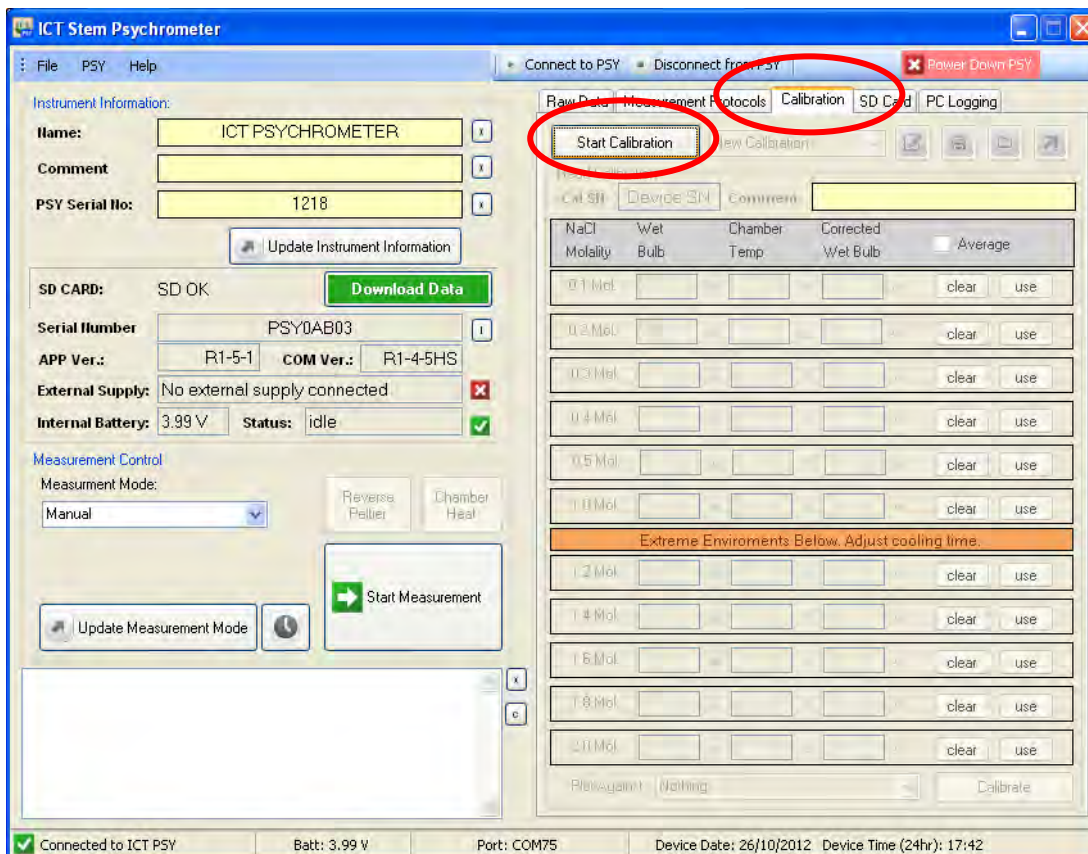 ICT Stem Psychrometer
File PSY Help
Connect to PSY Disconnect from PSY Power Down PSY
Instrument Information:
Name: ICT PSYCHROMETER x
Comment x
PSY Serial No: 1218 x
Update Instrument Information
SD CARD: SD OK Download Data
Serial Number PSY0AB03 I
APP Ver.: R1-5-1 COM Ver.: R1-4-5HS
External Supply: No external supply connected
Internal Battery: 3.99 V Status: idle
Measurement Control
Measurment Mode:
Manual
Reverse Peltier
Chamber Heat
Start Measurement
Update Measurement Mode
x
c
Raw Data Measurement Protocols Calibration SD Card PC Logging
Start Calibration New Calibration
Cal SN Device SN Comment
NaCl Wet Chamber Corrected
Molality Bulb Temp Wet Bulb Average
0.1 Mol. clear use
0.2 Mol. clear use
0.3 Mol. clear use
0.4 Mol. clear use
0.5 Mol. clear use
1.0 Mol. clear use
Extreme Enviroments Below. Adjust cooling time.
1.2 Mol. clear use
1.4 Mol. clear use
1.6 Mol. clear use
1.8 Mol. clear use
2.0 Mol. clear use
Nothing Calibrate
Connected to ICT PSY Batt: 3.99 V Port: COM75 Device Date: 26/10/2012 Device Time (24hr): 17:42